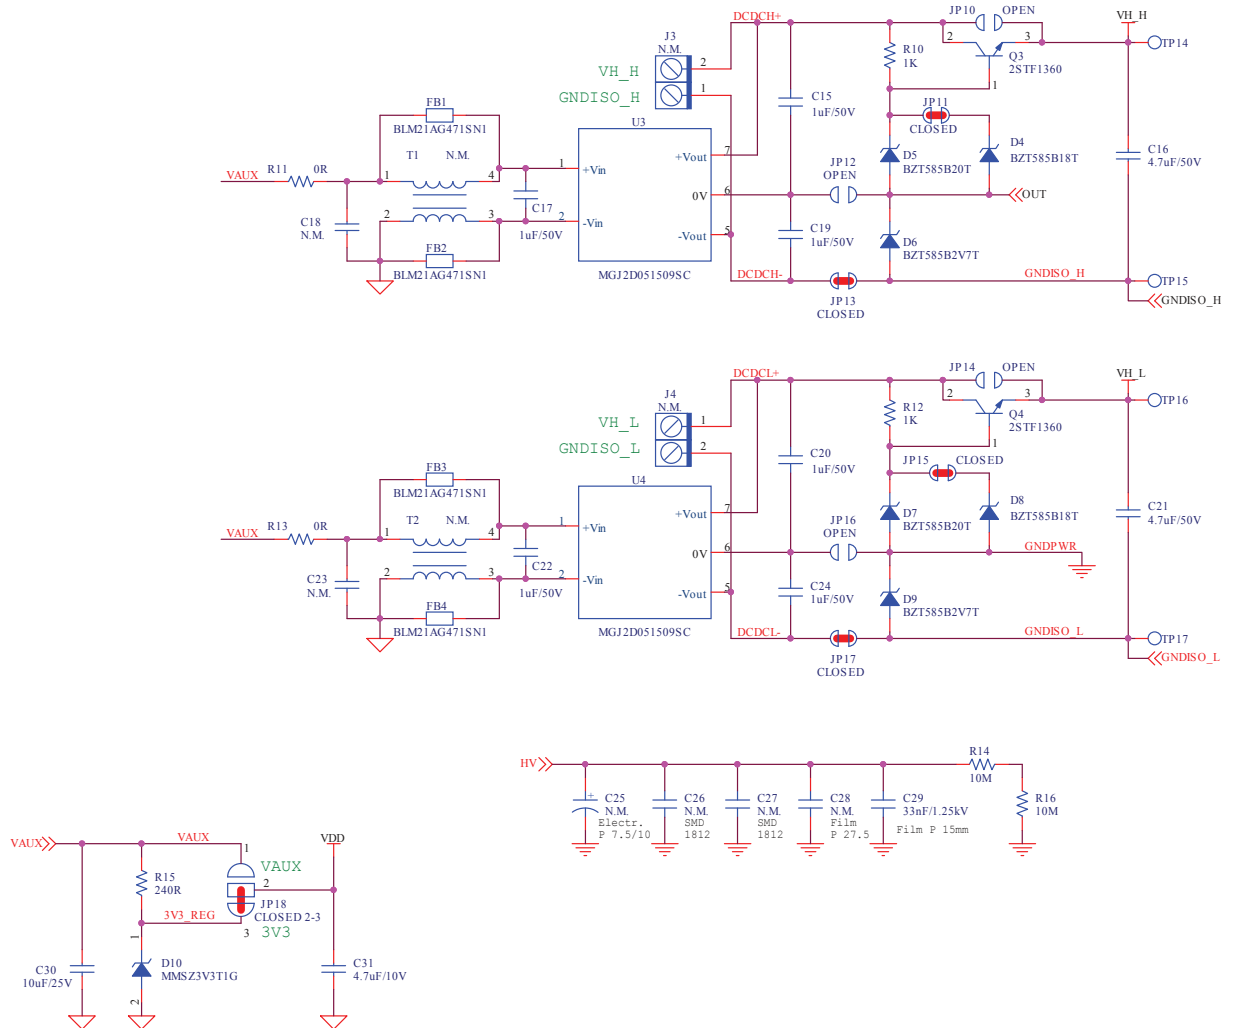 JP10 OPEN
VH_H
DCDCH+
2 3
TP14
J3
N.M.
R10
1K
Q3
2STF1360
VH_H
2
1
GNDISO_H
1
JP11
CLOSED
FB1
BLM21AG471SN1
C15
1uF/50V
U3
D5
BZT585B20T
D4
BZT585B18T
C16
4.7uF/50V
T1 N.M.
+Vin
+Vout
7
JP12
OPEN
R11 0R
VAUX
1 4
1
0V
6
OUT
C18
N.M.
2 3
C17
1uF/50V
2
-Vin
-Vout
5
C19
1uF/50V
D6
BZT585B2V7T
FB2
BLM21AG471SN1
MGJ2D051509SC
DCDCH-
JP13
CLOSED
GNDISO_H
TP15
GNDISO_H
JP14 OPEN
VH_L
DCDCL+
2 3
TP16
J4
N.M.
R12
1K
Q4
2STF1360
VH_L
1
2
GNDISO_L
1
JP15 CLOSED
FB3
BLM21AG471SN1
C20
1uF/50V
U4
D7
BZT585B20T
D8
BZT585B18T
C21
4.7uF/50V
T2 N.M.
+Vin
+Vout
7
JP16
OPEN
R13 0R
VAUX
1 4
1
0V
6
GNDPWR
C23
N.M.
2 3
C22
1uF/50V
2
-Vin
-Vout
5
C24
1uF/50V
D9
BZT585B2V7T
FB4
BLM21AG471SN1
MGJ2D051509SC
DCDCL-
JP17
CLOSED
GNDISO_L
TP17
GNDISO_L
HV
R14
10M
C25
N.M.
Electr.
P 7.5/10
C26
N.M.
SMD
1812
C27
N.M.
SMD
1812
C28
N.M.
Film
P 27.5
C29
33nF/1.25kV
Film P 15mm
R16
10M
VAUX
VAUX
VDD
1
VAUX
R15
240R
2
JP18
CLOSED 2-3
3V3_REG
3 3V3
1
C30
10uF/25V
D10
MMSZ3V3T1G
2
C31
4.7uF/10V